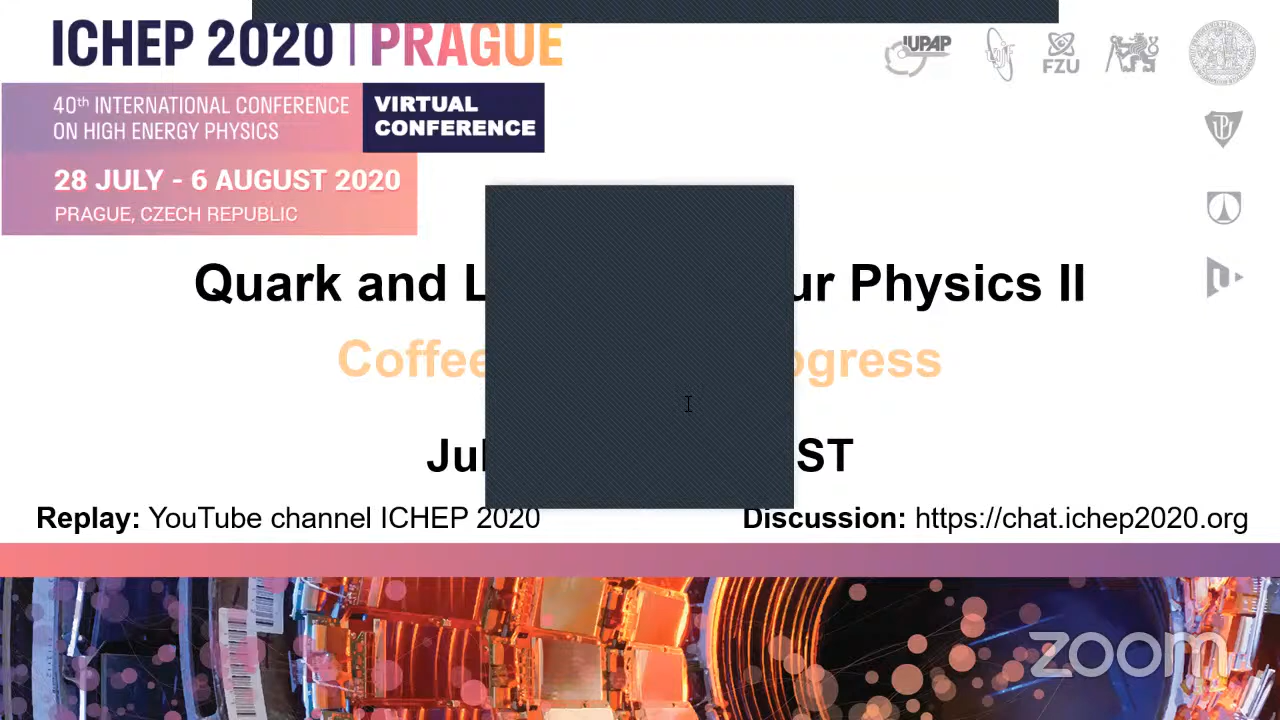 ICHEP 2020 | PRAGUE
IUPAP
FZU
40th INTERNATIONAL CONFERENCE
ON HIGH ENERGY PHYSICS
VIRTUAL
CONFERENCE
28 JULY - 6 AUGUST 2020
PRAGUE, CZECH REPUBLIC
Quark and L ur Physics II
Coffee ogress
Jul ST
Replay: YouTube channel ICHEP 2020
Discussion: https://chat.ichep2020.org
zoom